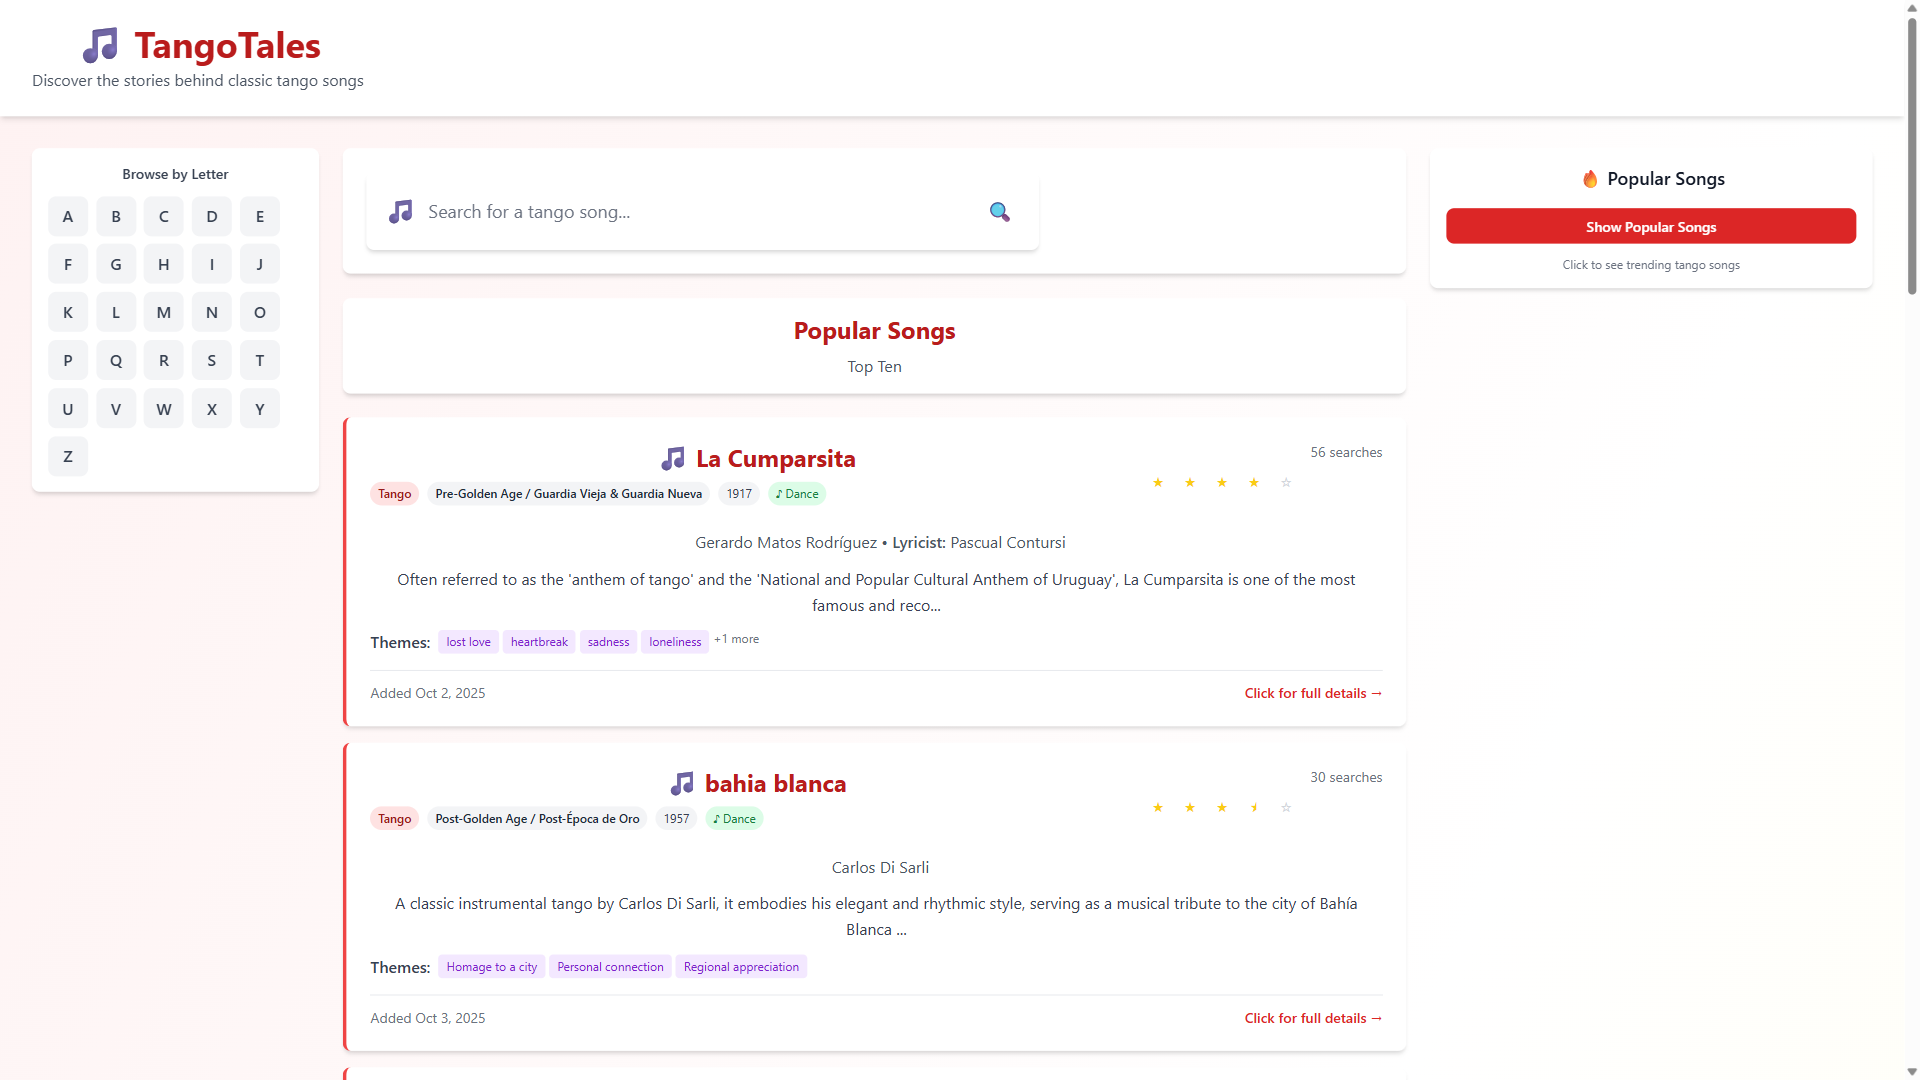 TangoTales
Discover the stories behind classic tango songs
Browse by Letter
A B C D E
F G H I J
K L M N O
P Q R S T
U V W X Y
Z
Search for a tango song...
Popular Songs
Top Ten
La Cumparsita
56 searches
Tango Pre-Golden Age / Guardia Vieja & Guardia Nueva 1917 ♪ Dance
★ ★ ★ ★ ☆
Gerardo Matos Rodríguez • Lyricist: Pascual Contursi
Often referred to as the 'anthem of tango' and the 'National and Popular Cultural Anthem of Uruguay', La Cumparsita is one of the most
famous and reco...
Themes: lost love heartbreak sadness loneliness +1 more
Added Oct 2, 2025
Click for full details →
bahia blanca
30 searches
Tango Post-Golden Age / Post-Época de Oro 1957 ♪ Dance
Carlos Di Sarli
A classic instrumental tango by Carlos Di Sarli, it embodies his elegant and rhythmic style, serving as a musical tribute to the city of Bahía
Blanca ...
Themes: Homage to a city Personal connection Regional appreciation
Added Oct 3, 2025
Click for full details →
Popular Songs
Show Popular Songs
Click to see trending tango songs